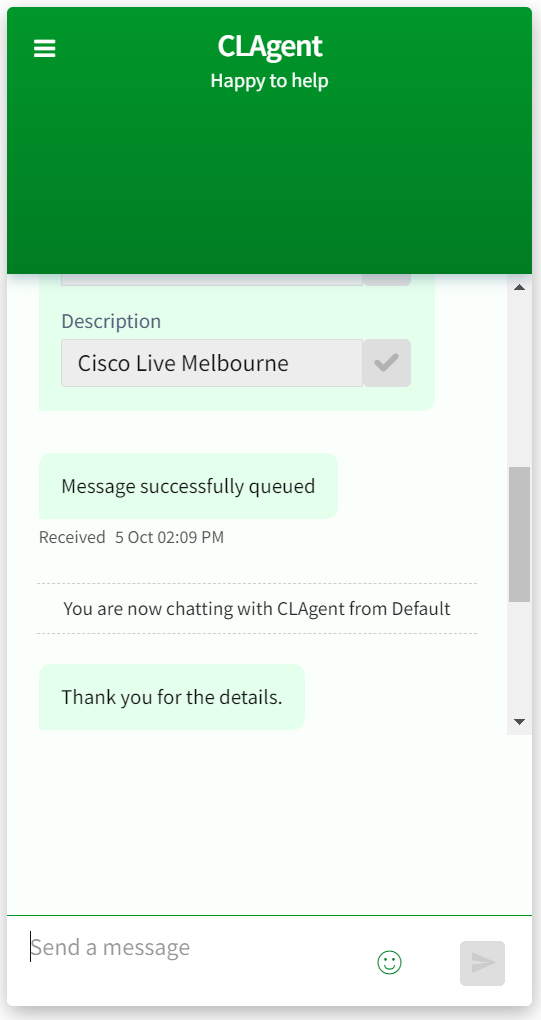 CLAgent
Happy to help
Description
Cisco Live Melbourne
Message successfully queued
Received 5 Oct 02:09 PM
You are now chatting with CLAgent from Default
Thank you for the details.
Send a message